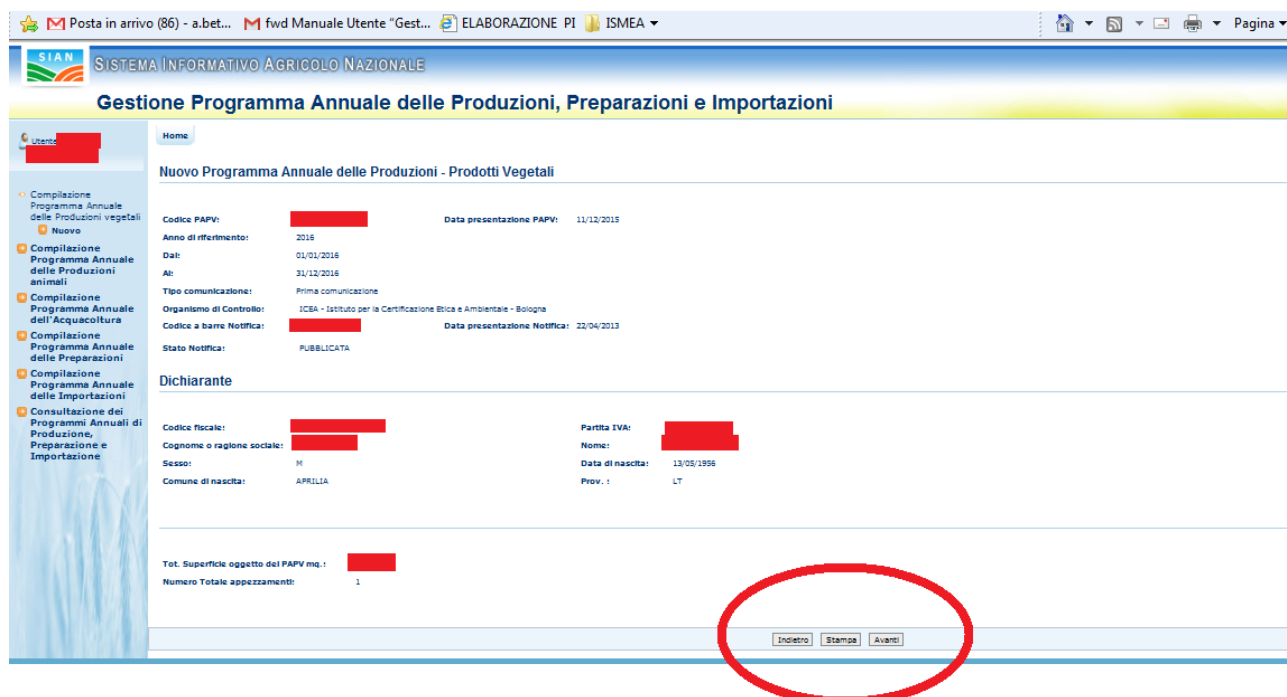 Posta in arrivo (86) - a.bet... fwd Manuale Utente "Gest... ELABORAZIONE PI ISMEA Pagina
SIAN SISTEMA INFORMATIVO AGRICOLO NAZIONALE
Gestione Programma Annuale delle Produzioni, Preparazioni e Importazioni
Utente
Home
Nuovo Programma Annuale delle Produzioni - Prodotti Vegetali
Compilazione
Programma Annuale
delle Produzioni vegetali
Nuovo
Compilazione
Programma Annuale
delle Produzioni
animali
Compilazione
Programma Annuale
dell'Acquacoltura
Compilazione
Programma Annuale
delle Preparazioni
Compilazione
Programma Annuale
delle Importazioni
Consultazione dei
Programmi Annuali di
Produzione,
Preparazione e
Importazione
Codice PAPV: Data presentazione PAPV: 11/12/2015
Anno di riferimento: 2016
Dal: 01/01/2016
Al: 31/12/2016
Tipo comunicazione: Prima comunicazione
Organismo di Controllo: ICEA - Istituto per la Certificazione Etica e Ambientale - Bologna
Codice a barre Notifica: Data presentazione Notifica: 22/04/2013
Stato Notifica: PUBBLICATA
Dichiarante
Codice fiscale: Partita IVA:
Cognome o ragione sociale: Nome:
Sesso: M Data di nascita: 13/05/1956
Comune di nascita: APRILIA Prov. : LT
Tot. Superficie oggetto del PAPV mq.:
Numero Totale appezzamenti: 1
Indietro Stampa Avanti